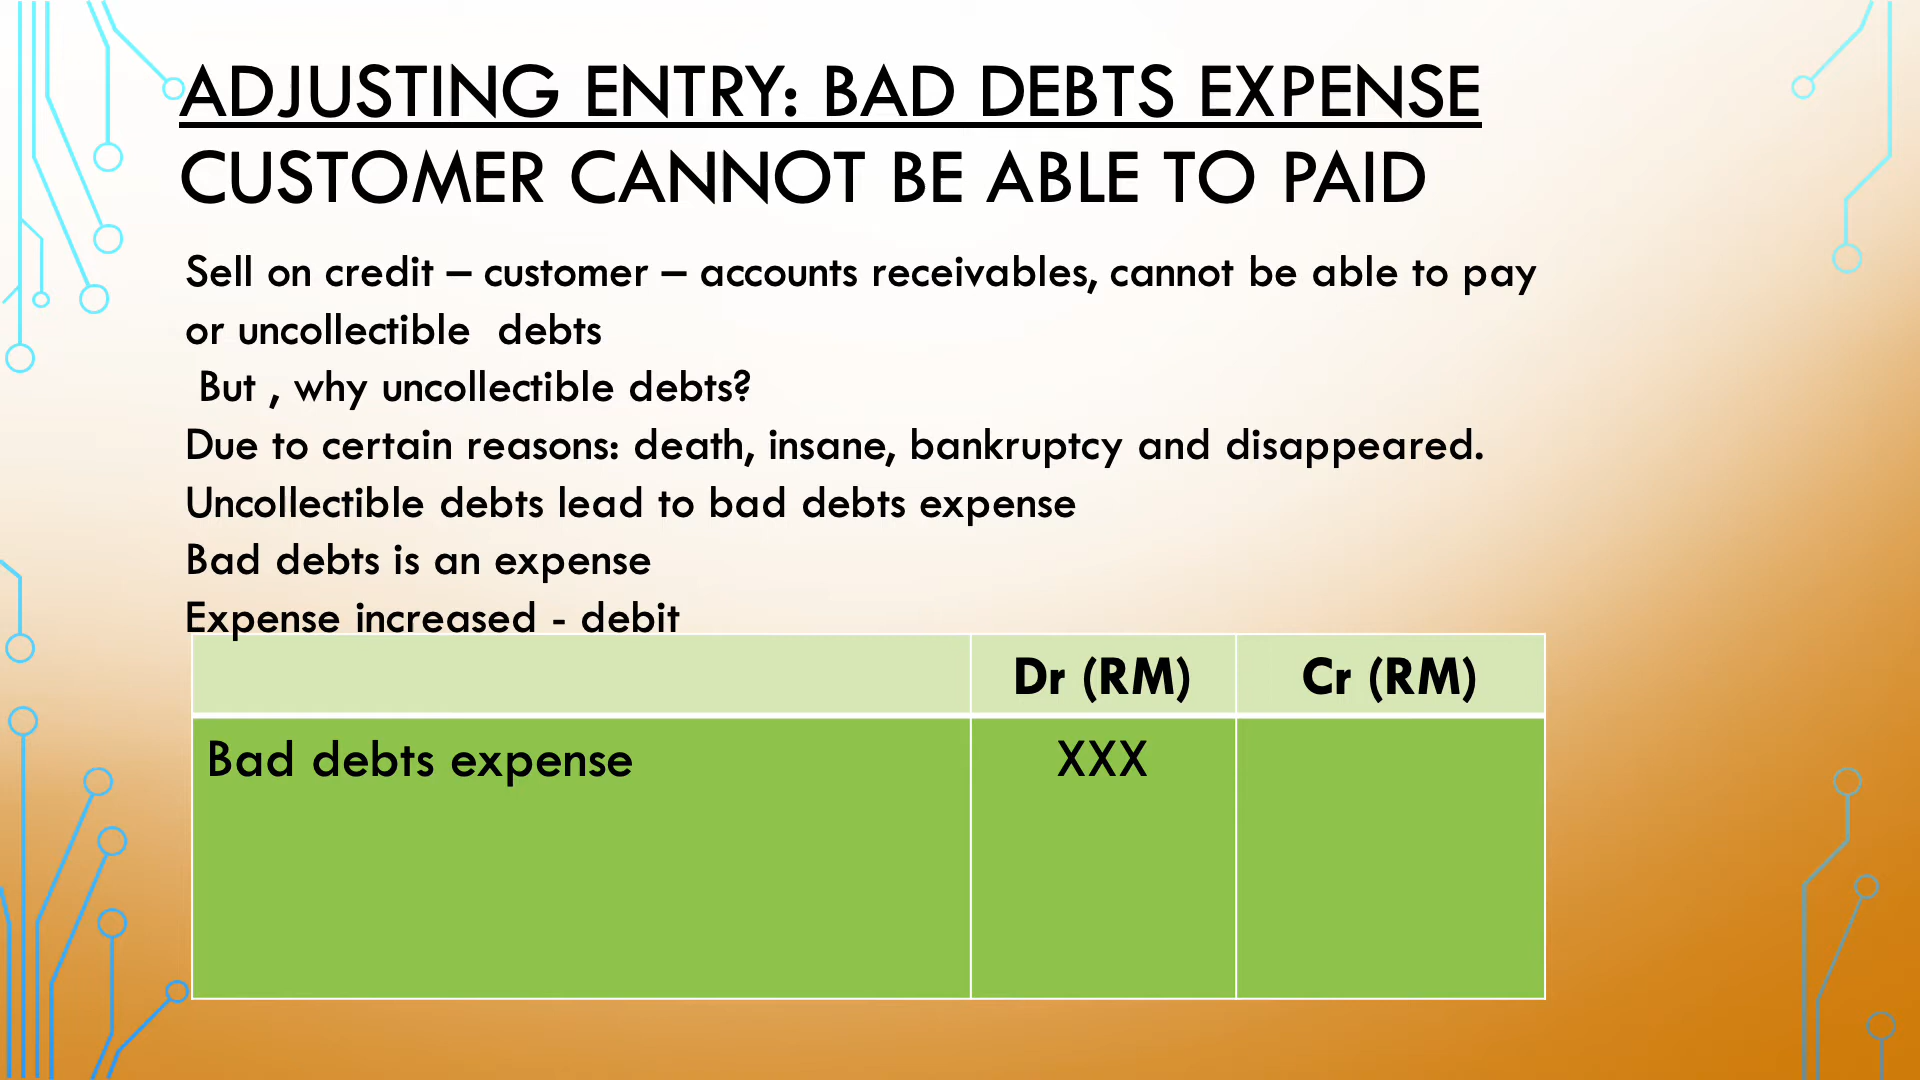 ADJUSTING ENTRY: BAD DEBTS EXPENSE
CUSTOMER CANNOT BE ABLE TO PAID
Sell on credit – customer – accounts receivables, cannot be able to pay
or uncollectible  debts
But , why uncollectible debts?
Due to certain reasons: death, insane, bankruptcy and disappeared.
Uncollectible debts lead to bad debts expense
Bad debts is an expense
Expense increased - debit
Dr (RM) Cr (RM)
Bad debts expense XXX